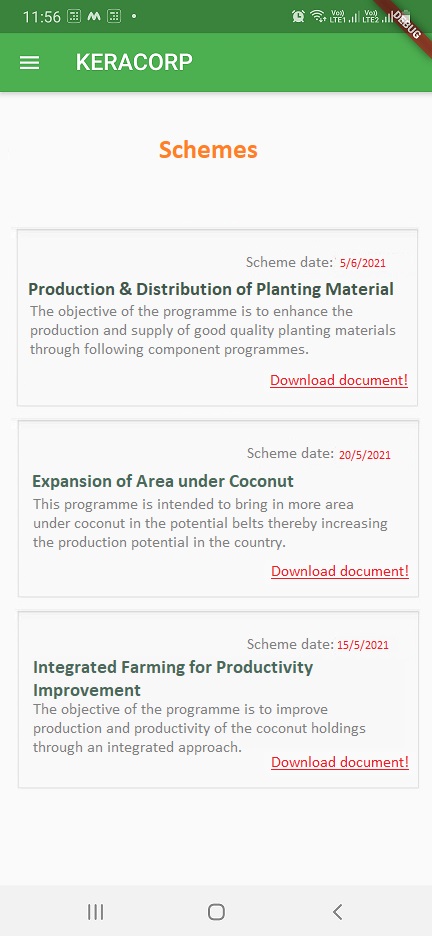 11:56
Vo)) LTE1 Vo)) LTE2
DEBUG
KERACORP
Schemes
Scheme date: 5/6/2021
Production & Distribution of Planting Material
The objective of the programme is to enhance the
production and supply of good quality planting materials
through following component programmes.
Download document!
Scheme date: 20/5/2021
Expansion of Area under Coconut
This programme is intended to bring in more area
under coconut in the potential belts thereby increasing
the production potential in the country.
Download document!
Scheme date: 15/5/2021
Integrated Farming for Productivity
Improvement
The objective of the programme is to improve
production and productivity of the coconut holdings
through an integrated approach.
Download document!